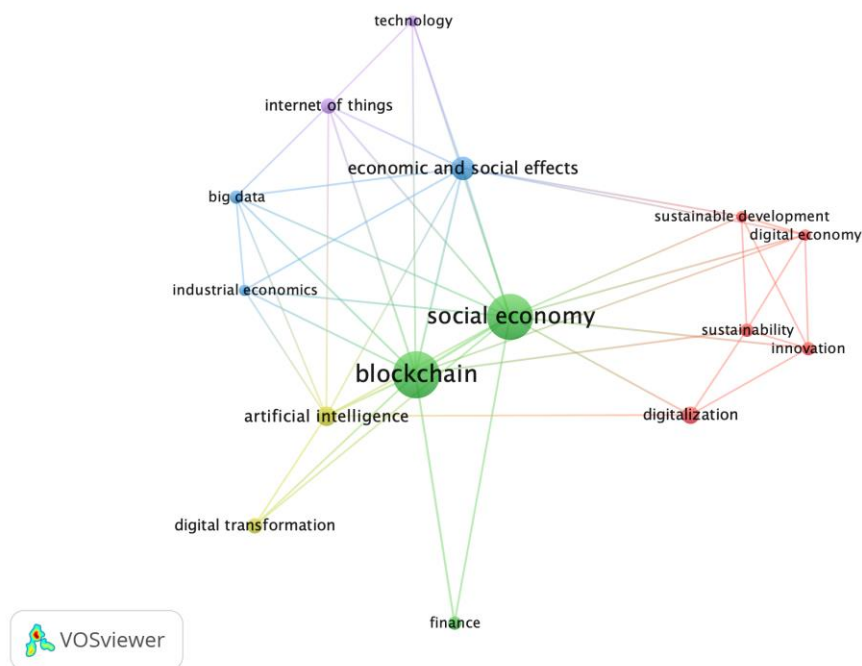 technology
internet of things
economic and social effects
big data
sustainable development
digital economy
industrial economics
social economy
sustainability
innovation
blockchain
artificial intelligence
digitalization
digital transformation
finance
VOSviewer